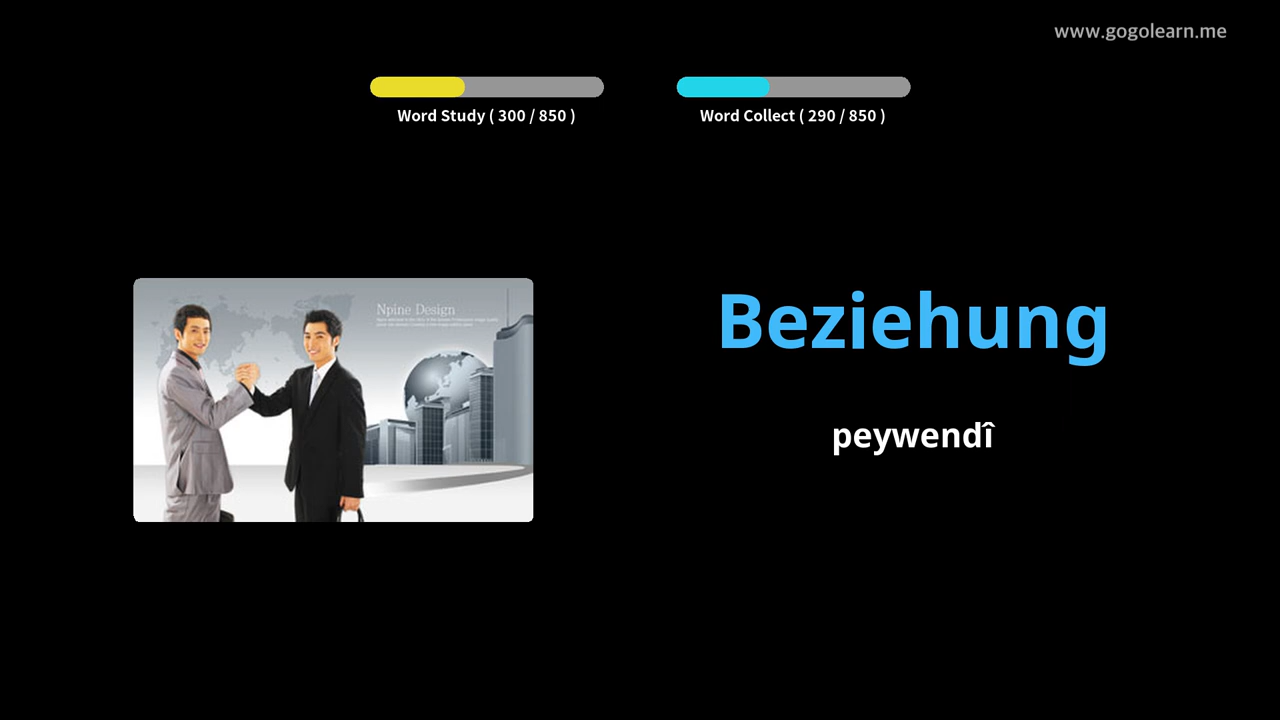 www.gogolearn.me
Word Study ( 300 / 850 )
Word Collect ( 290 / 850 )
Npine Design
Beziehung
peywendî